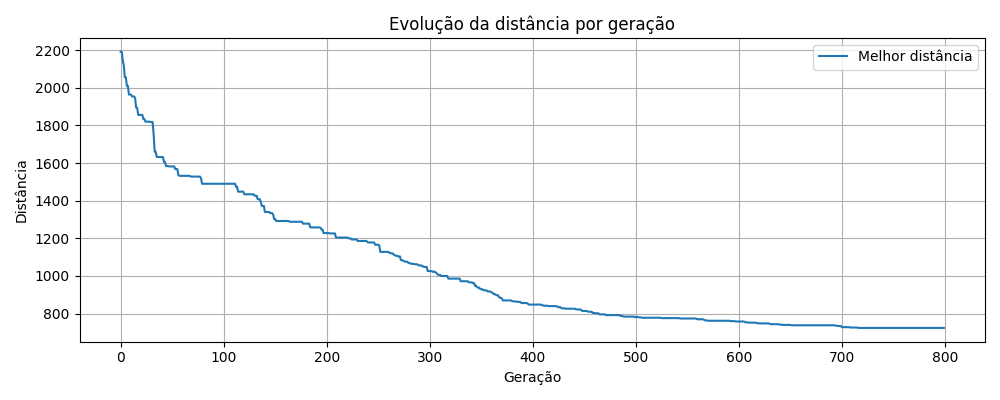 Evolução da distância por geração
Melhor distância
Distância
2200
2000
1800
1600
1400
1200
1000
800
0 100 200 300 400 500 600 700 800
Geração